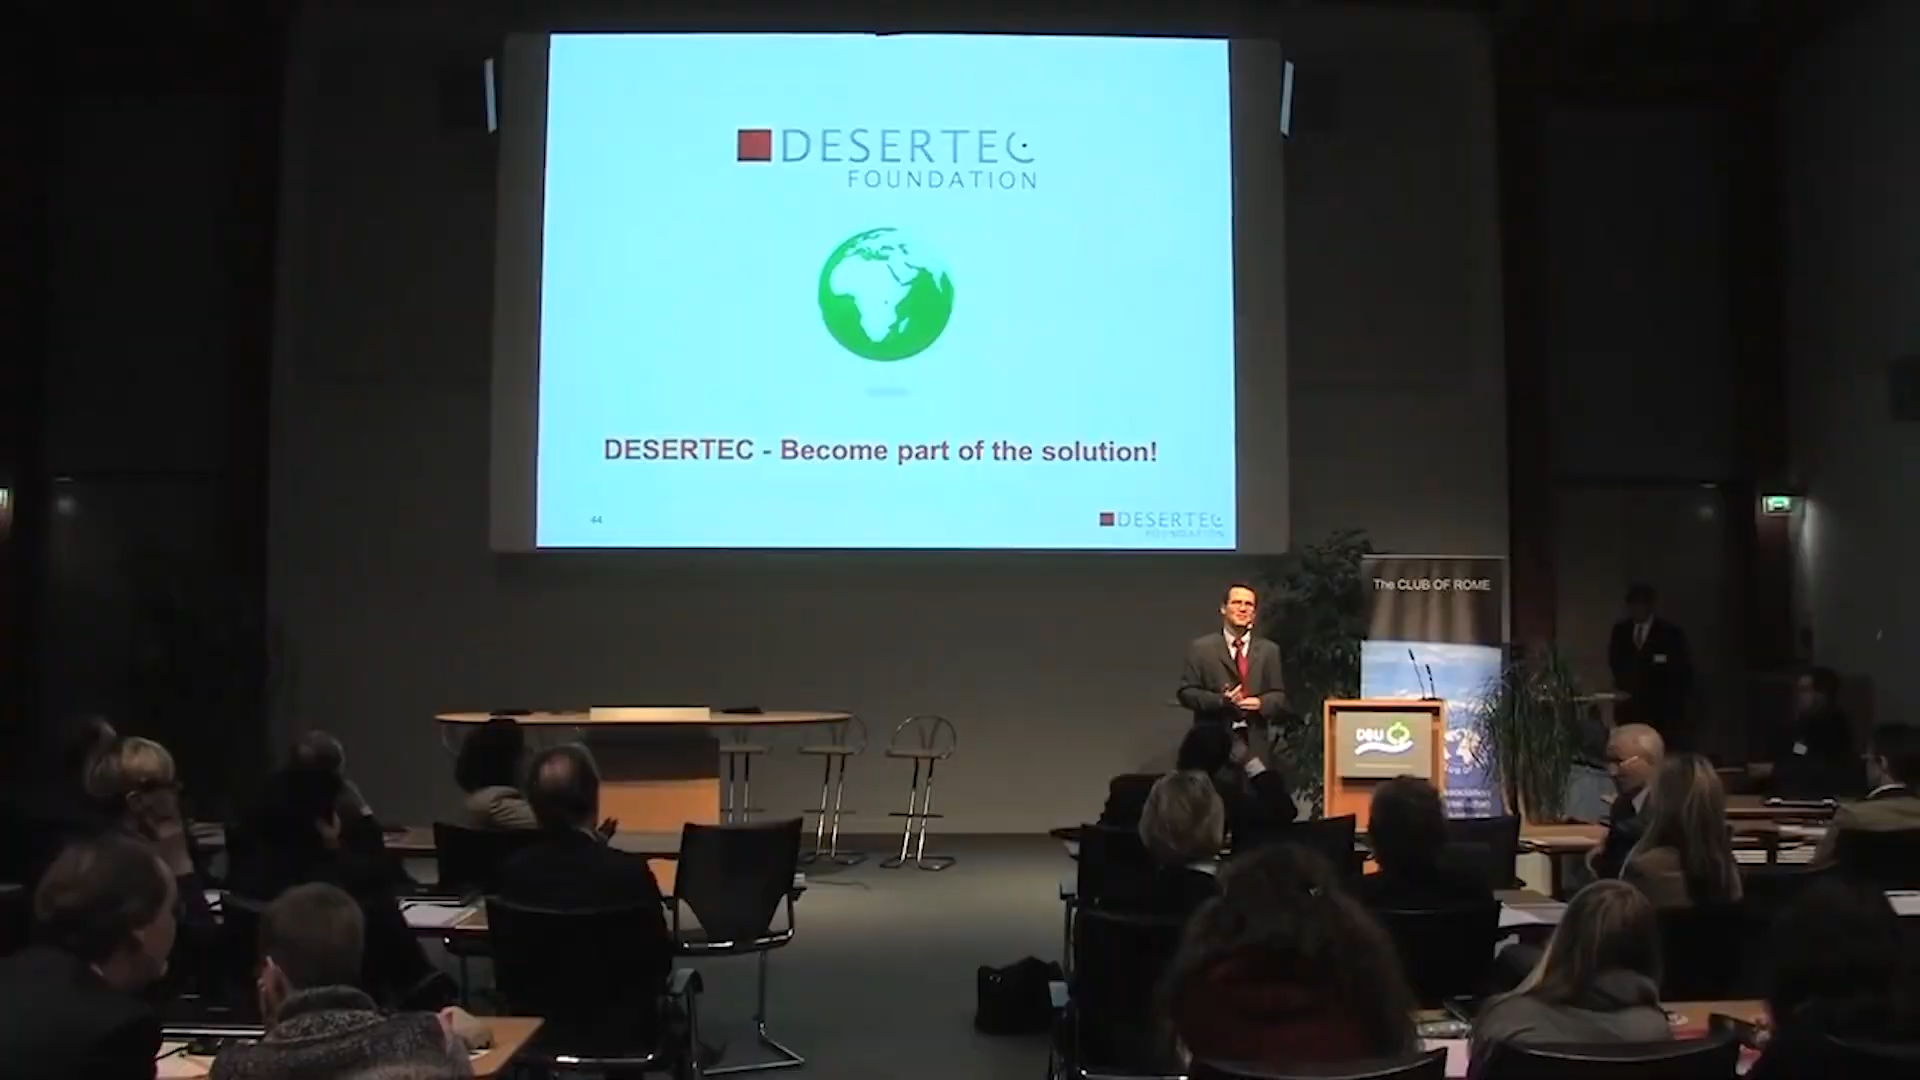 DESERTEC
FOUNDATION
DESERTEC - Become part of the solution!
44
DESERTEC
FOUNDATION
The CLUB OF ROME
DBU